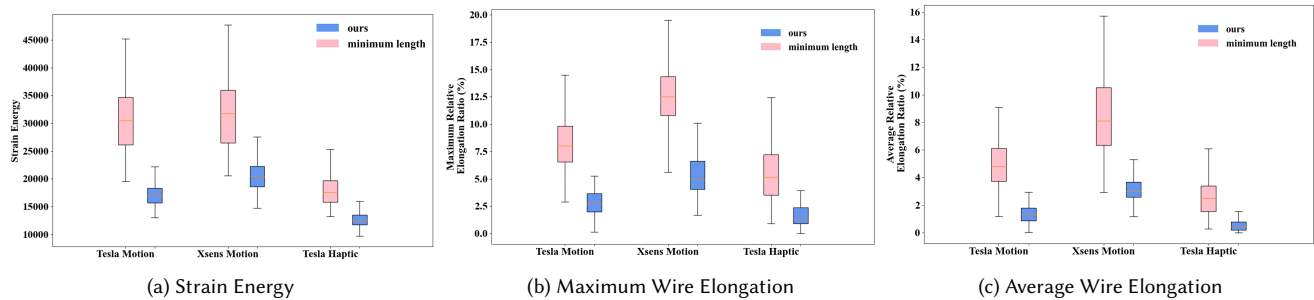 ours
minimum length
45000
40000
35000
30000
25000
20000
15000
10000
Strain Energy
Tesla Motion
Xsens Motion
Tesla Haptic
(a) Strain Energy
ours
minimum length
20.0
17.5
15.0
12.5
10.0
7.5
5.0
2.5
0.0
Maximum Relative
Elongation Ratio (%)
Tesla Motion
Xsens Motion
Tesla Haptic
(b) Maximum Wire Elongation
ours
minimum length
16
14
12
10
8
6
4
2
0
Average Relative
Elongation Ratio (%)
Tesla Motion
Xsens Motion
Tesla Haptic
(c) Average Wire Elongation